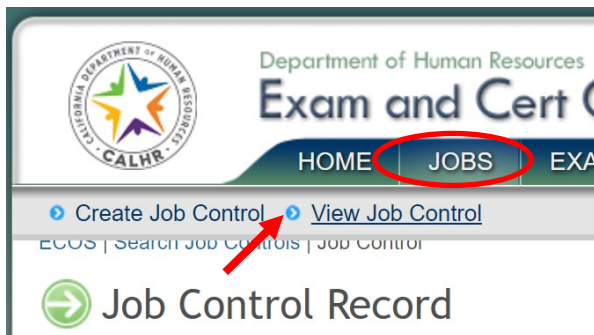 CALIFORNIA DEPARTMENT OF HUMAN RESOURCES
CALHR
Department of Human Resources
Exam and Cert
HOME JOBS
Create Job Control View Job Control
ECOS | Search Job Controls | Job Control
Job Control Record